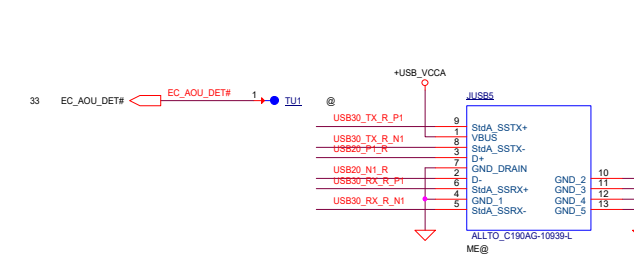 +USB_VCCA
33 EC_AOU_DET# EC_AOU_DET# 1 TU1 @ JUSB5
USB30_TX_R_P1 9 StdA_SSTX+
1 VBUS
USB30_TX_R_N1 8 StdA_SSTX-
USB20_P1_R 3 D+
7 GND_DRAIN
USB20_N1_R 2 D- GND_2 10
USB30_RX_R_P1 6 StdA_SSRX+ GND_3 11
4 GND_1 GND_4 12
USB30_RX_R_N1 5 StdA_SSRX- GND_5 13
ALLTO_C190AG-10939-L
ME@